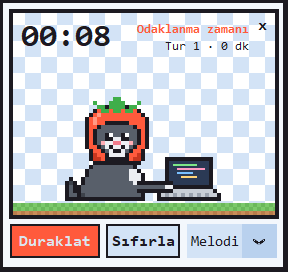 00:08
Odaklanma zamanı
x
Tur 1 · 0 dk
Duraklat
Sıfırla
Melodi